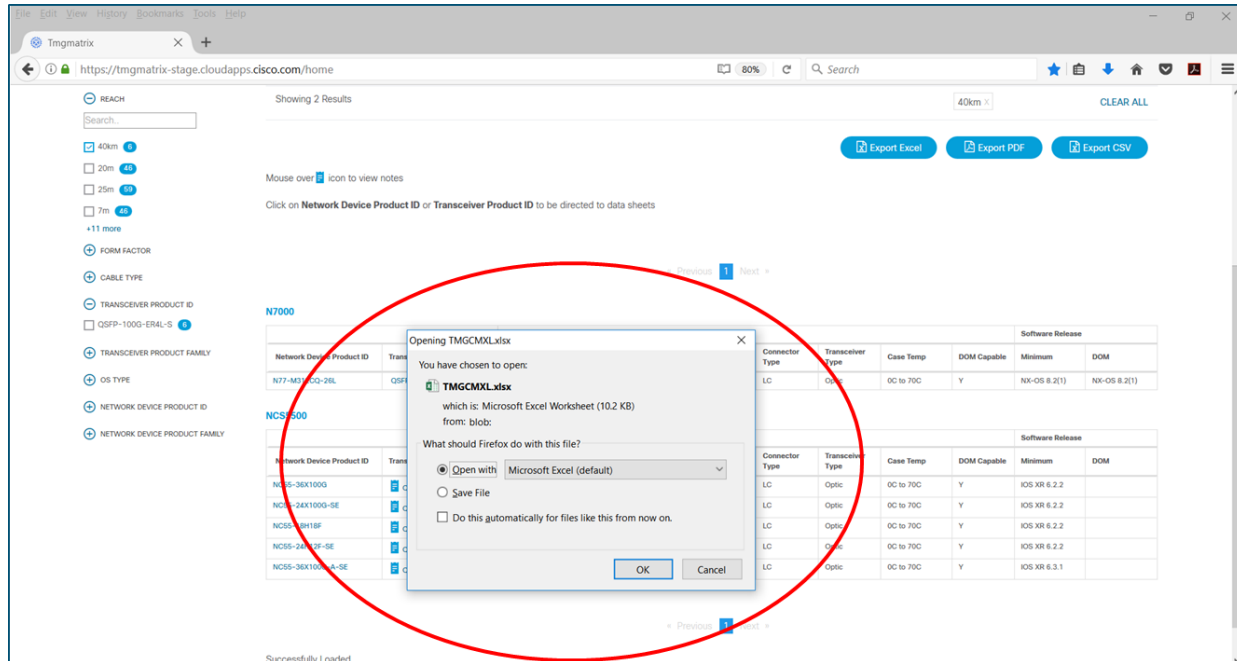 File Edit View History Bookmarks Tools Help
Tmgmatrix
https://tmgmatrix-stage.cloudapps.cisco.com/home
80%
Search
REACH
Search..
40km 6
20m 46
25m 59
7m 46
+11 more
FORM FACTOR
CABLE TYPE
TRANSCEIVER PRODUCT ID
QSFP-100G-ER4L-S 6
TRANSCEIVER PRODUCT FAMILY
OS TYPE
NETWORK DEVICE PRODUCT ID
NETWORK DEVICE PRODUCT FAMILY
Showing 2 Results
40km X
CLEAR ALL
Export Excel
Export PDF
Export CSV
Mouse over icon to view notes
Click on Network Device Product ID or Transceiver Product ID to be directed to data sheets
« Previous 1 Next »
N7000
Software Release
Network Device Product ID Connector Type Transceiver Type Case Temp DOM Capable Minimum DOM
LC Optic 0C to 70C Y NX-OS 8.2(1) NX-OS 8.2(1)
NCS5500
Software Release
Network Device Product ID Connector Type Transceiver Type Case Temp DOM Capable Minimum DOM
NC55-36X100G LC Optic 0C to 70C Y IOS XR 6.2.2
NC55-24X100G-SE LC Optic 0C to 70C Y IOS XR 6.2.2
NC55-18H18F LC Optic 0C to 70C Y IOS XR 6.2.2
NC55-24H12F-SE LC Optic 0C to 70C Y IOS XR 6.2.2
NC55-36X100G-A-SE LC Optic 0C to 70C Y IOS XR 6.3.1
Opening TMGCMXL.xlsx
You have chosen to open:
TMGCMXL.xlsx
which is: Microsoft Excel Worksheet (10.2 KB)
from: blob:
What should Firefox do with this file?
Open with Microsoft Excel (default)
Save File
Do this automatically for files like this from now on.
OK Cancel
« Previous 1 Next »
Successfully Loaded